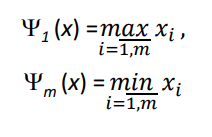 Ψ₁(x) = max xᵢ ,
i=1,m
Ψₘ(x) = min xᵢ
i=1,m